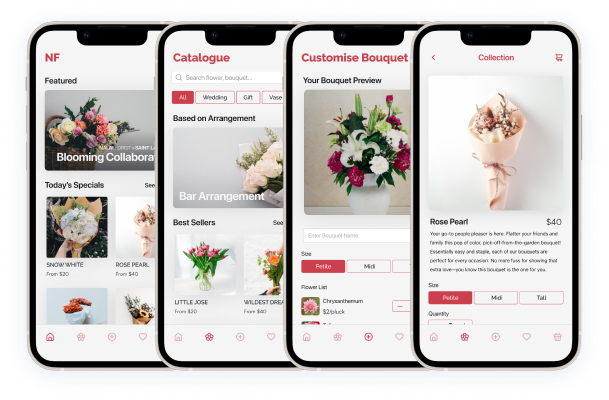 NF
Featured
Blooming Collabora
Today's Specials
See
SNOW WHITE
From $20
ROSE PEARL
From $40
Catalogue
Search flower, bouquet...
All
Wedding
Gift
Vase
Based on Arrangement
Bar Arrangement
Best Sellers
See
LITTLE JOSE
From $20
WILDEST DREA
From $40
Customise Bouquet
Your Bouquet Preview
Enter Bouquet Name
Size
Petite
Midi
Flower List
Chrysanthemum
$2/pluck
Collection
Rose Pearl
$40
Your go to people pleaser is here. Flatter your friends and
family this pop of color, pick-off-from-the-garden bouquet!
Essentially easy and staple, each of our bouquets are
perfect for every occasion. No more fuss for showing that
extra love—you know this bouquet is the one for you.
Size
Petite
Midi
Tall
Quantity